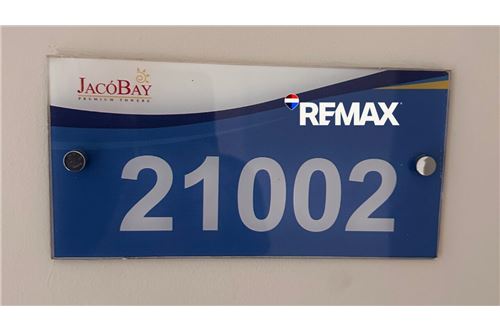 JACÓBAY
PREMIUM TOWERS
RE/MAX
21002